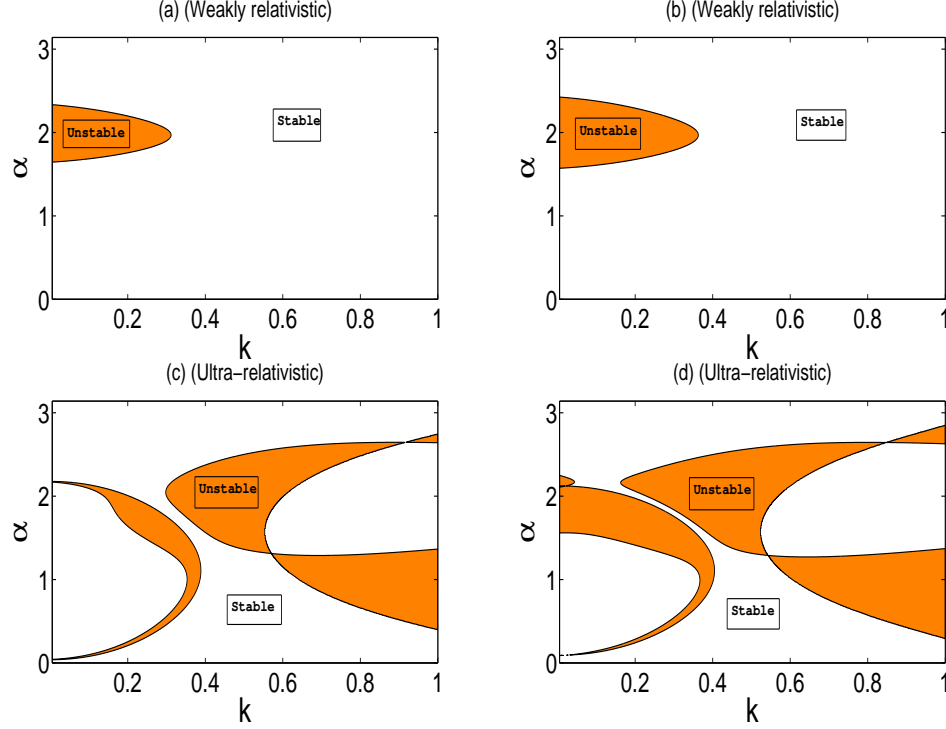 (a) (Weakly relativistic)
3
2
1
0
α
Unstable
Stable
0.2
0.4
0.6
0.8
1
k
(b) (Weakly relativistic)
3
2
1
0
α
Unstable
Stable
0.2
0.4
0.6
0.8
1
k
(c) (Ultra−relativistic)
3
2
1
0
α
Unstable
Stable
0.2
0.4
0.6
0.8
1
k
(d) (Ultra−relativistic)
3
2
1
0
α
Unstable
Stable
0.2
0.4
0.6
0.8
1
k